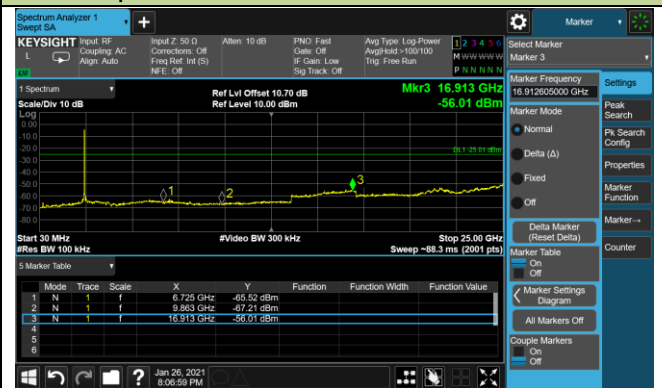 Spectrum Analyzer 1
Swept SA
Marker
KEYSIGHT
L
Input: RF
Coupling: AC
Align: Auto
Input Z: 50 Ω
Corrections: Off
Freq Ref: Int (S)
NFE: Off
Atten: 10 dB
PNO: Fast
Gate: Off
IF Gain: Low
Sig Track: Off
Avg Type: Log-Power
Avg|Hold:>100/100
Trig: Free Run
1 2 3 4 5 6
M W W W W W
P N N N N N
Select Marker
Marker 3
1 Spectrum
Scale/Div 10 dB
Ref Lvl Offset 10.70 dB
Ref Level 10.00 dBm
Mkr3 16.913 GHz
-56.01 dBm
Log
0.00
-10.0
-20.0
-30.0
-40.0
-50.0
-60.0
-70.0
-80.0
DL1 -25.01 dBm
1
2
3
Start 30 MHz
#Res BW 100 kHz
#Video BW 300 kHz
Stop 25.00 GHz
Sweep ~88.3 ms (2001 pts)
5 Marker Table
Mode Trace Scale X Y Function Function Width Function Value
1 N 1 f 6.725 GHz -65.52 dBm
2 N 1 f 9.863 GHz -67.21 dBm
3 N 1 f 16.913 GHz -56.01 dBm
4
5
6
Marker Frequency
16.912605000 GHz
Marker Mode
Normal
Delta (Δ)
Fixed
Off
Delta Marker
(Reset Delta)
Marker Table
On
Off
Marker Settings
Diagram
All Markers Off
Couple Markers
On
Off
Settings
Peak
Search
Pk Search
Config
Properties
Marker
Function
Marker→
Counter
Jan 26, 2021
8:06:59 PM